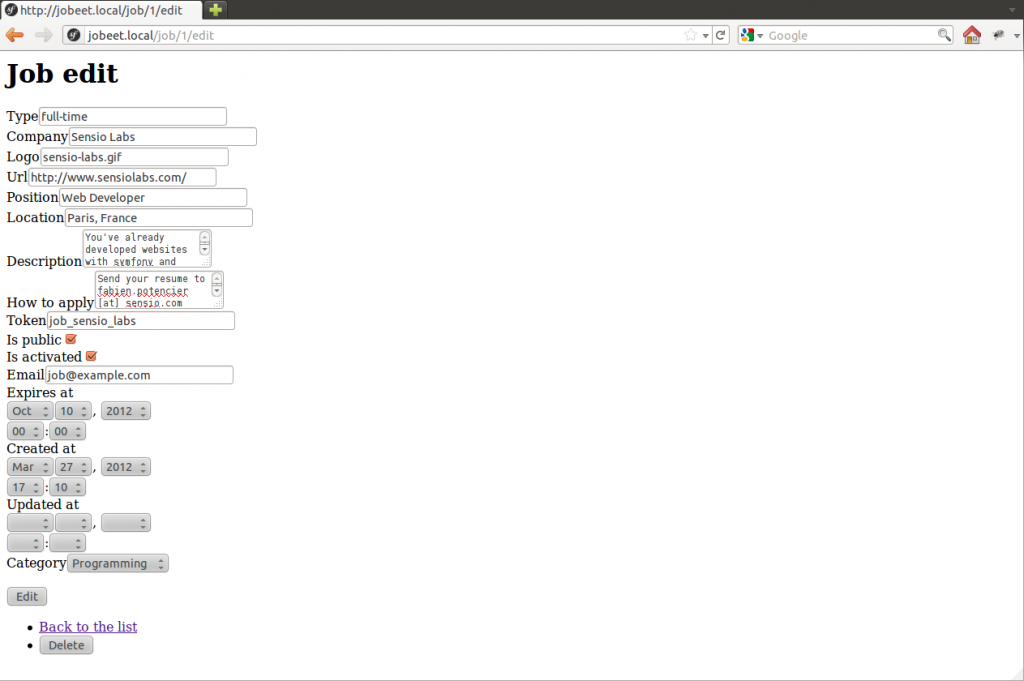 http://jobeet.local/job/1/edit
jobeet.local/job/1/edit
Google
Job edit
Type full-time
Company Sensio Labs
Logo sensio-labs.gif
Url http://www.sensiolabs.com/
Position Web Developer
Location Paris, France
You've already
developed websites
Description with symfony and
Send your resume to
fabien.potencier
How to apply [at] sensio.com
Token job_sensio_labs
Is public
Is activated
Email job@example.com
Expires at
Oct 10 , 2012
00 : 00
Created at
Mar 27 , 2012
17 : 10
Updated at
,
:
Category Programming
Edit
• Back to the list
• Delete